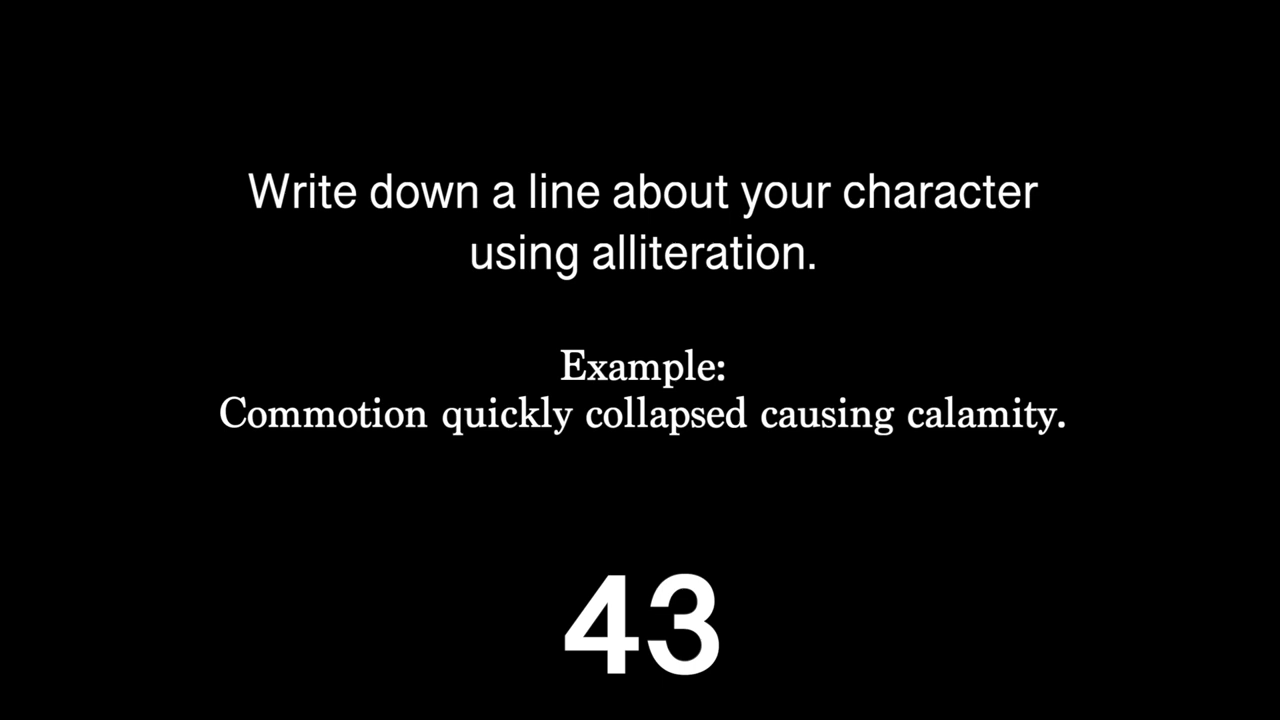 Write down a line about your character
using alliteration.
Example:
Commotion quickly collapsed causing calamity.
43